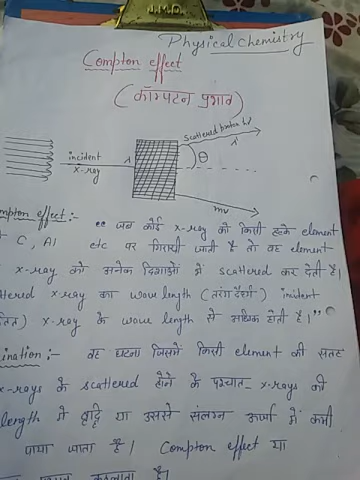 Physical chemistry
Compton effect
(कॉम्पटन प्रभाव)
scattered
λ'
incident λ
θ
x-ray
mv
mpton effect :- "जब कोई x-ray को किसी हल्के element
C, Al etc पर गिरायी जाती है तो वह element
x-ray को अनेक दिशाओं में scattered कर देती है।
ttered x-ray का wave length (तरंग दैर्ध्य) incident
x-ray के wave length से अधिक होती है।"
ination :- वह घटना जिसमें किसी element की सतह
x-rays के scattered होने के पश्चात x-rays की
length में वृद्धि या उससे संलग्न ऊर्जा में कमी
पाया जाता है। Compton effect या
कहलाता है।